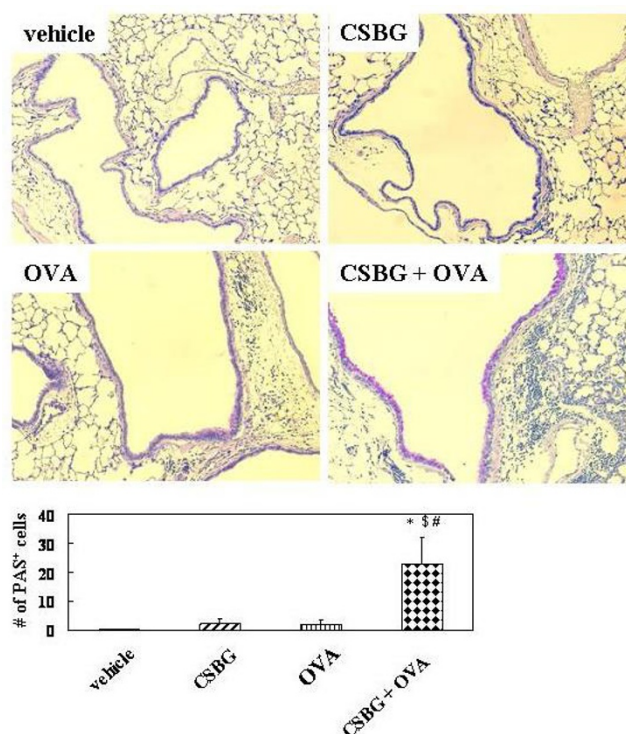 vehicle
CSBG
OVA
CSBG + OVA
# of PAS⁺ cells
40
30
20
10
0
* $ #
vehicle
CSBG
OVA
CSBG + OVA